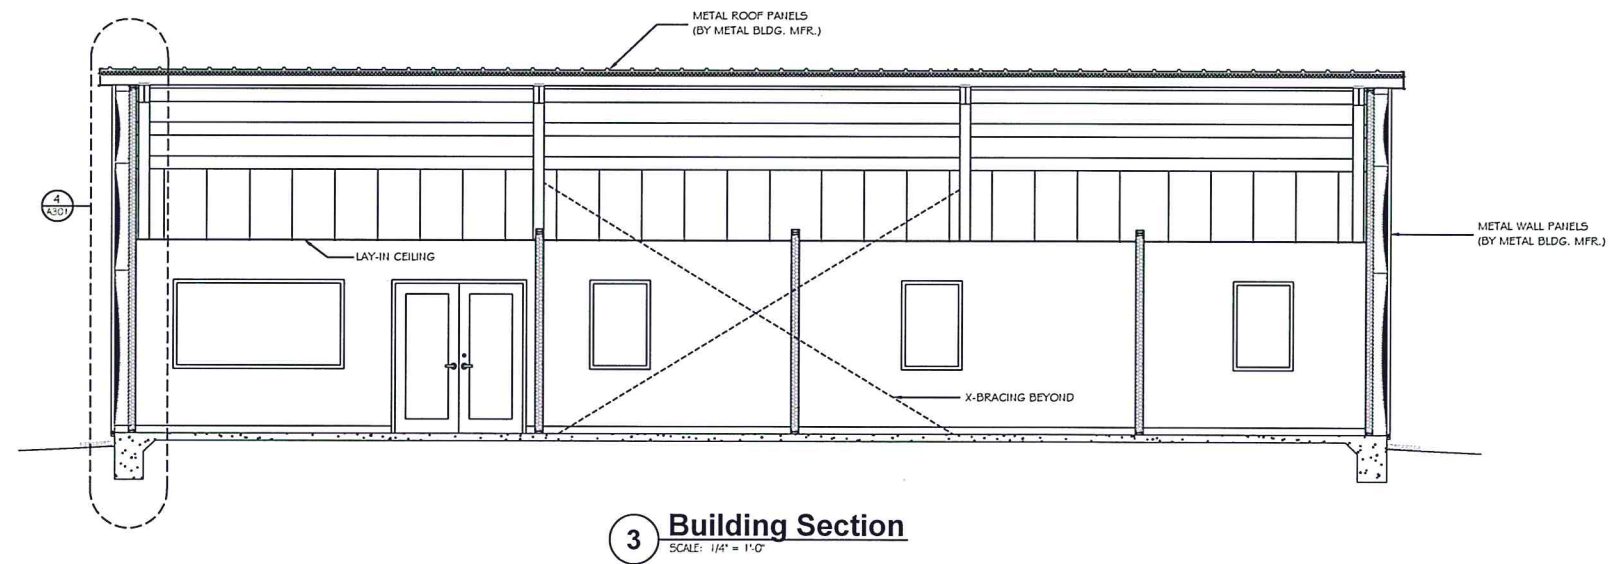 METAL ROOF PANELS
(BY METAL BLDG. MFR.)
4
A301
METAL WALL PANELS
(BY METAL BLDG. MFR.)
LAY-IN CEILING
X-BRACING BEYOND
3 Building Section
SCALE: 1/4" = 1'-0"